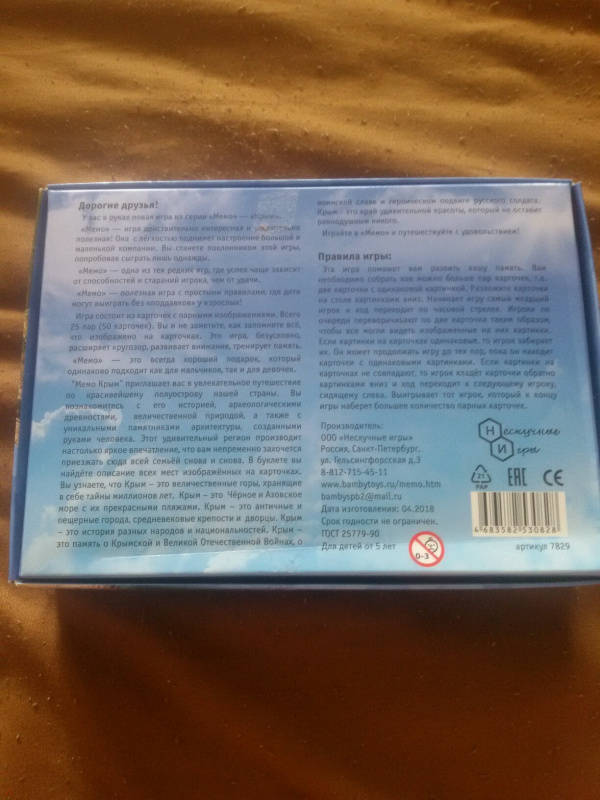 Дорогие друзья!
У вас в руках новая игра из серии «Мемо» — «Крым».
«Мемо» — игра действительно интересная и увлекательно
полезная! Она с лёгкостью поднимет настроение большой и
маленькой компании. Вы станете поклонником этой игры,
попробовав сыграть лишь однажды.
«Мемо» — одна из тех редких игр, где успех чаще зависит
от способностей и стараний игрока, чем от удачи.
«Мемо» — полезная игра с простыми правилами, где дети
могут выиграть без «поддавков» у взрослых!
Игра состоит из карточек с парными изображениями. Всего
25 пар (50 карточек). Вы и не заметите, как запомните всё,
что изображено на карточках. Это игра, безусловно,
расширяет кругозор, развивает внимание, тренирует память.
«Мемо» — это всегда хороший подарок, который
одинаково подходит как для мальчиков, так и для девочек.
"Мемо Крым" приглашает вас в увлекательное путешествие
по красивейшему полуострову нашей страны. Вы
познакомитесь с его историей, археологическими
древностями, величественной природой, а также с
уникальными памятниками архитектуры, созданными
руками человека. Этот удивительный регион производит
настолько яркое впечатление, что вам непременно захочется
приезжать сюда всей семьёй снова и снова. В буклете вы
найдёте описание всех мест изображённых на карточках.
Вы узнаете, что Крым – это величественные горы, хранящие
в себе тайны миллионов лет. Крым – это Чёрное и Азовское
море с их прекрасными пляжами. Крым – это античные и
пещерные города, средневековые крепости и дворцы. Крым
– это история разных народов и национальностей. Крым –
это память о Крымской и Великой Отечественной Войнах, о
воинской славе и героическом подвиге русского солдата.
Крым - это край удивительной красоты, который не оставит
равнодушным никого.
Играйте в «Мемо» и путешествуйте с удовольствием!
Правила игры:
Эта игра поможет вам развить вашу память. Вам
необходимо собрать как можно больше пар карточек, т.е.
две карточки с одинаковой картинкой. Разложите карточки
на столе картинками вниз. Начинает игру самый младший
игрок и ход переходит по часовой стрелке. Игроки по
очереди переворачивают по две карточки таким образом,
чтобы все могли видеть изображенные на них картинки.
Если картинки на карточках одинаковые, то игрок забирает
их. Он может продолжать игру до тех пор, пока он находит
карточки с одинаковыми картинками. Если картинки на
карточках не совпадают, то игрок кладёт карточки обратно
картинками вниз и ход переходит к следующему игроку,
сидящему слева. Выиграет тот игрок, который к концу
игры наберет большее количество парных карточек.
Производитель:
ООО «Нескучные игры»
Россия, Санкт-Петербург,
ул. Гельсингфорсская д.3
8-812-715-45-11
www.bambytoys.ru/memo.htm
bambyspb2@mail.ru
Дата изготовления: 04.2018
Срок годности не ограничен.
ГОСТ 25779-90
Для детей от 5 лет
0-3
Нескучные
Игры
21
PAP
EAC CE
4 683582 530828
артикул 7829